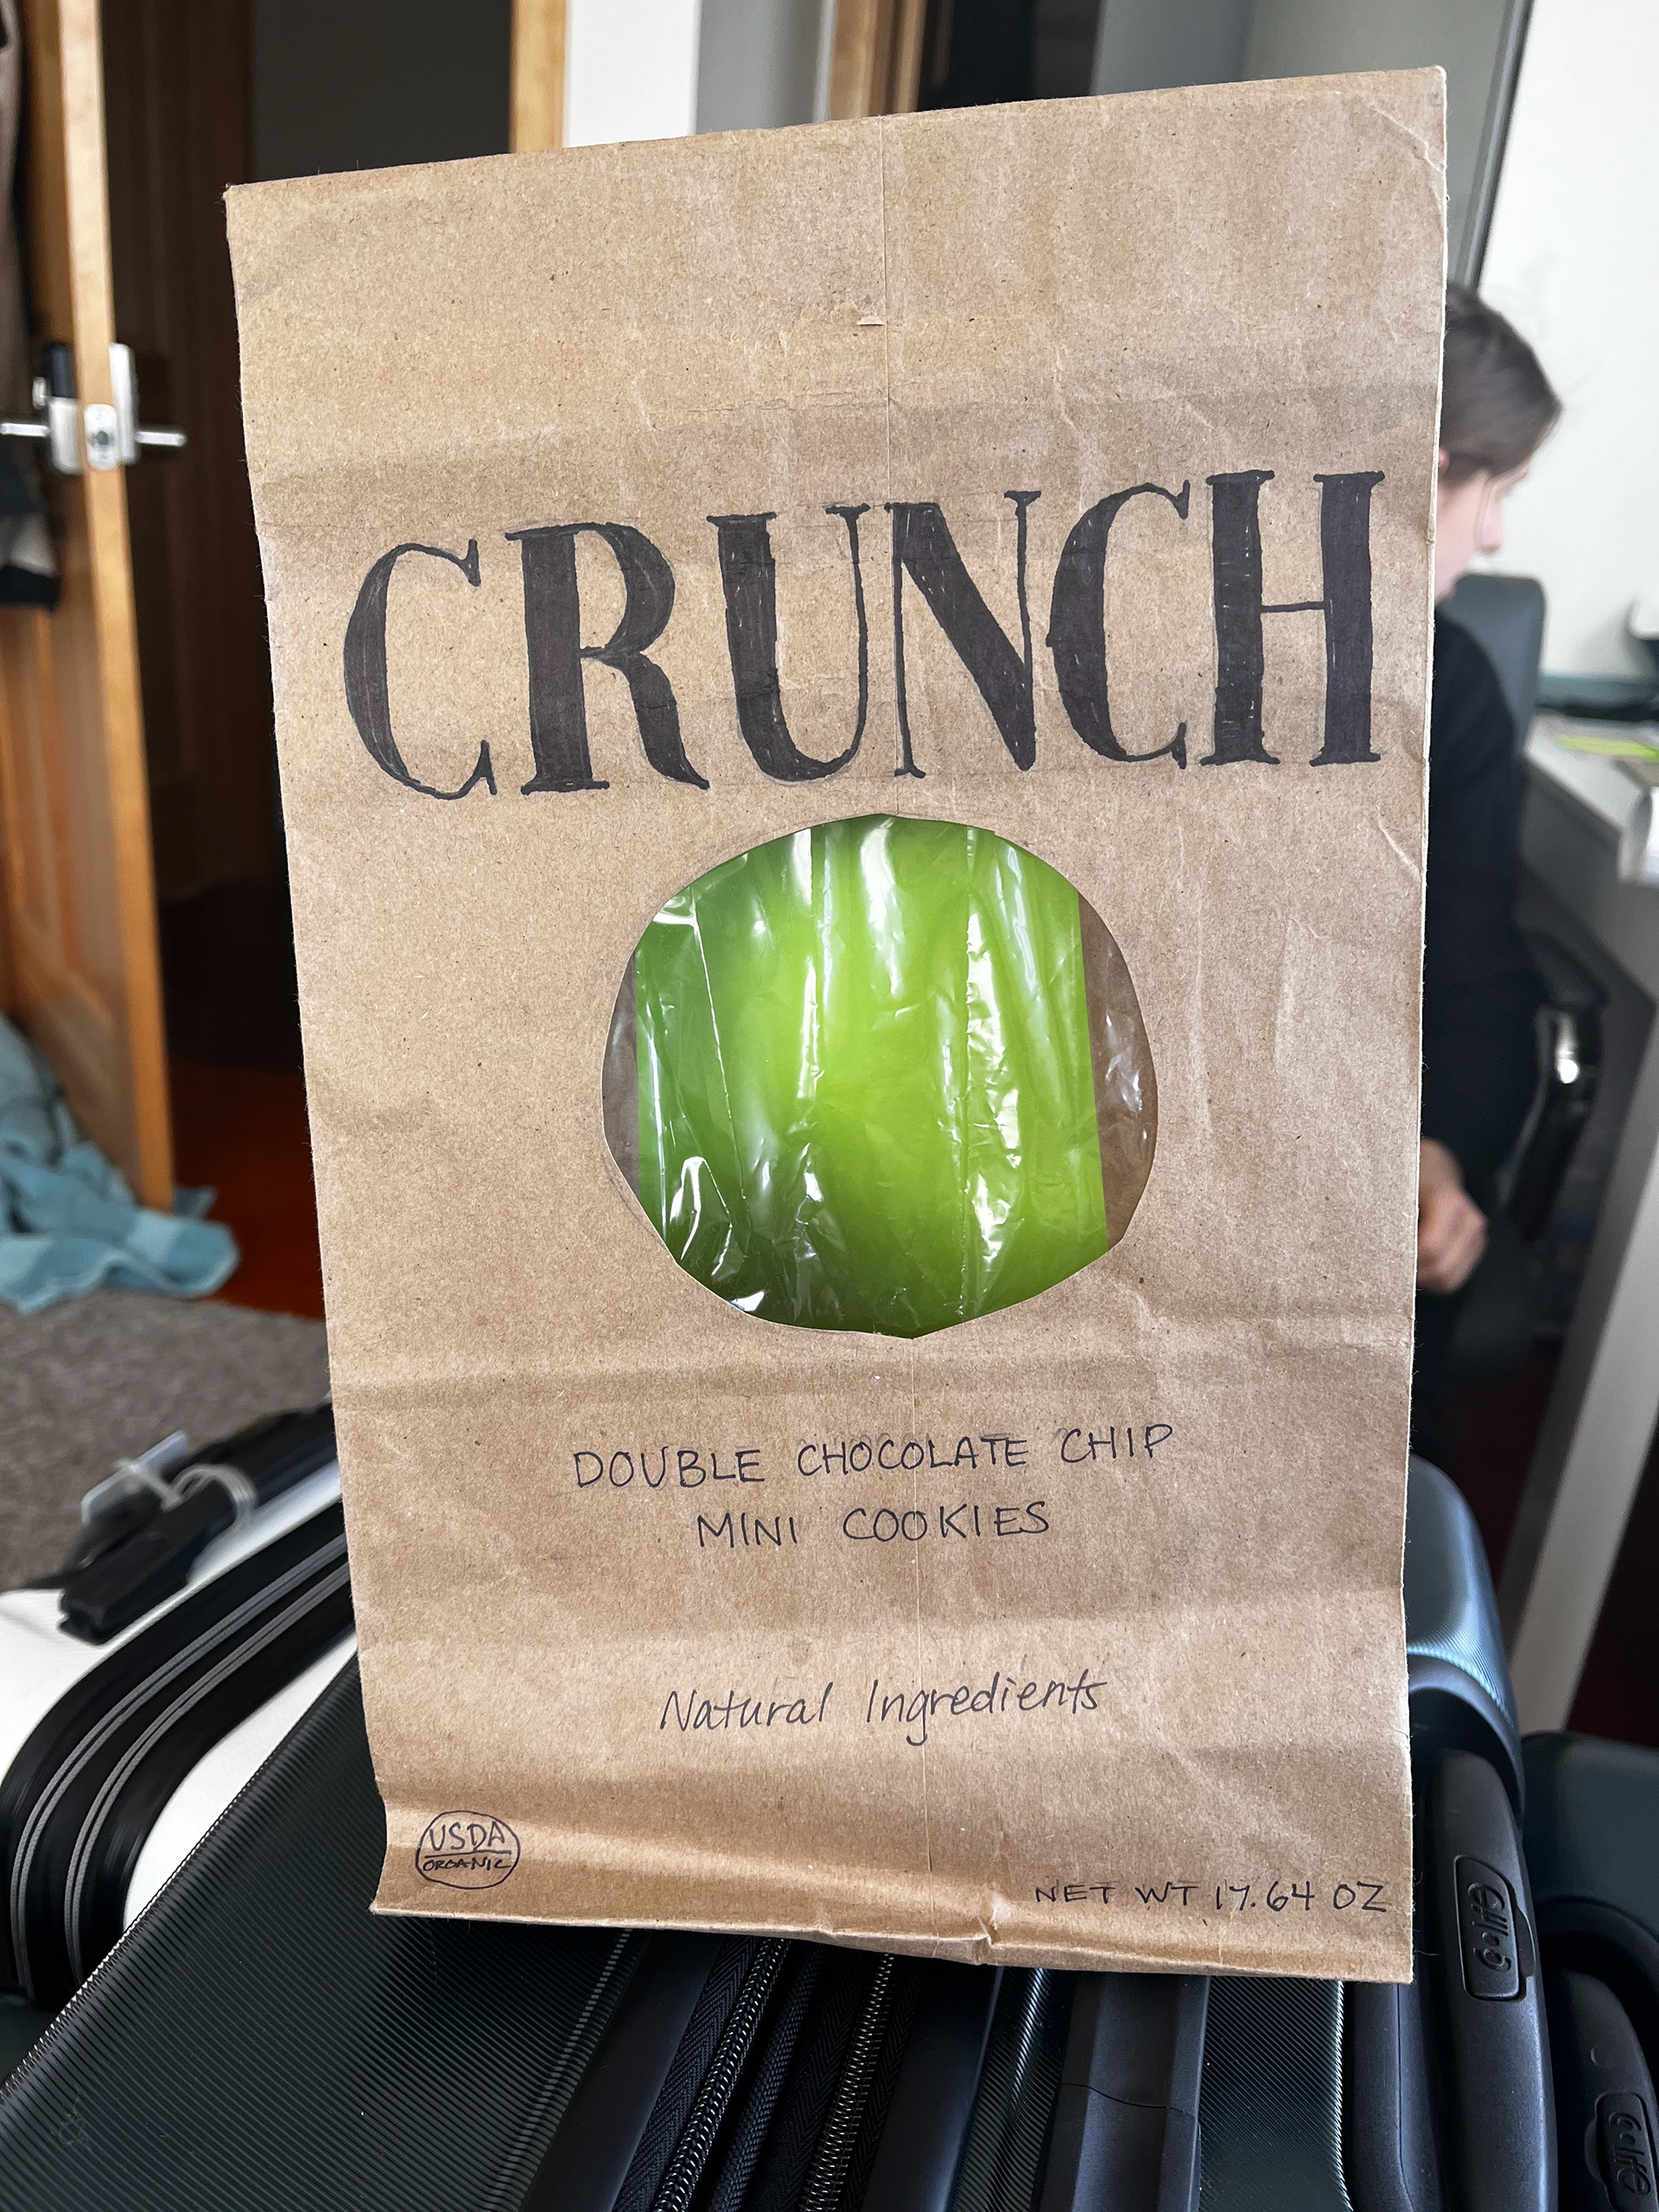 CRUNCH
DOUBLE CHOCOLATE CHIP
MINI COOKIES
Natural Ingredients
USDA
ORGANIC
NET WT 17.64 OZ